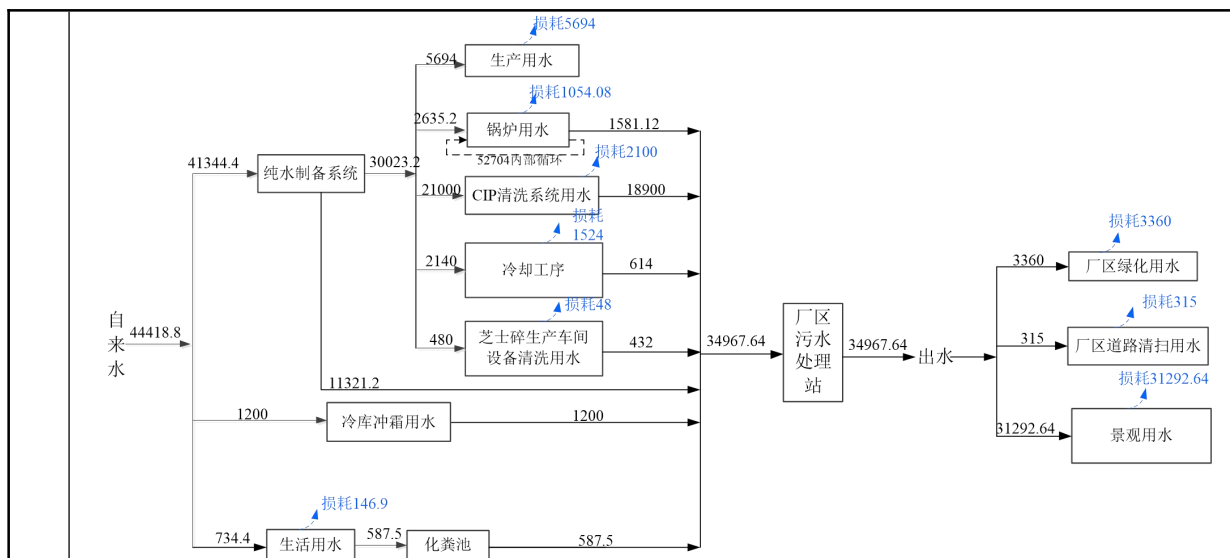 损耗5694
5694
生产用水
损耗1054.08
2635.2
锅炉用水
1581.12
52704内部循环
损耗2100
41344.4
纯水制备系统
30023.2
21000
CIP清洗系统用水
18900
损耗
1524
2140
冷却工序
614
损耗48
480
芝士碎生产车间
设备清洗用水
432
自
来
水
44418.8
11321.2
1200
冷库冲霜用水
1200
损耗146.9
734.4
生活用水
587.5
化粪池
587.5
34967.64
厂区
污水
处理
站
34967.64
出水
损耗3360
3360
厂区绿化用水
损耗315
315
厂区道路清扫用水
损耗31292.64
31292.64
景观用水